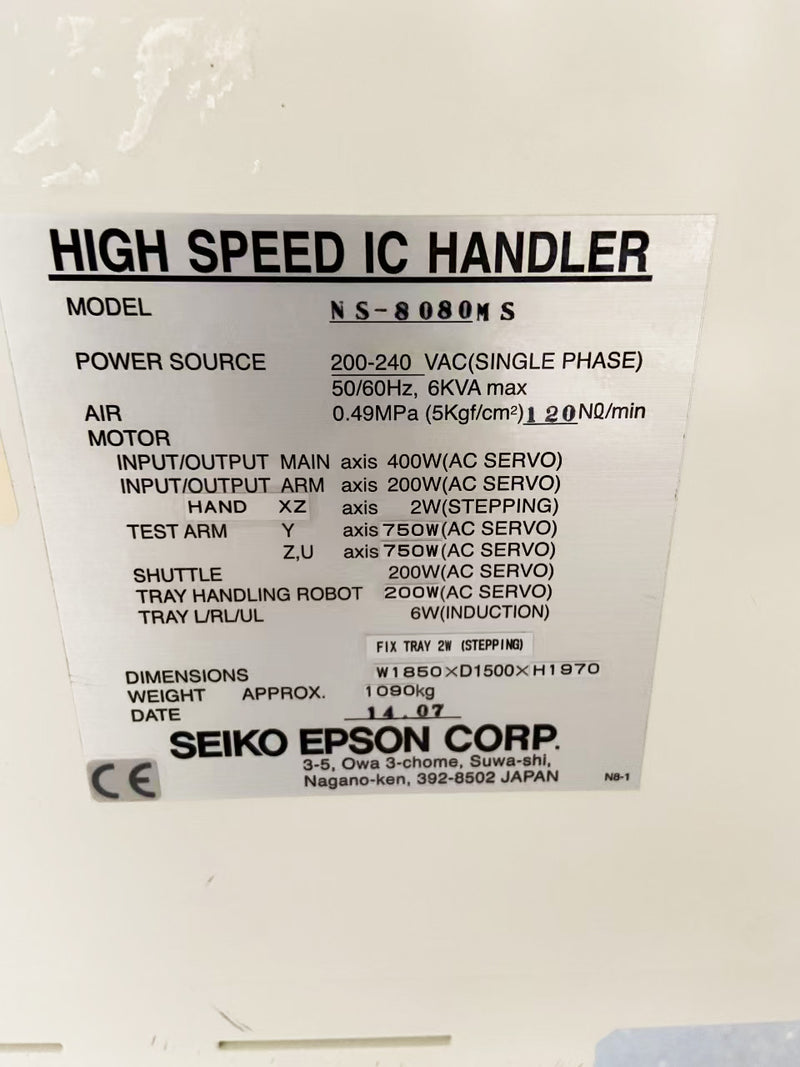 HIGH SPEED IC HANDLER
MODEL NS-8080MS
POWER SOURCE 200-240 VAC(SINGLE PHASE)
50/60Hz, 6KVA max
AIR 0.49MPa (5Kgf/cm²) 120 Nℓ/min
MOTOR
INPUT/OUTPUT MAIN axis 400W(AC SERVO)
INPUT/OUTPUT ARM axis 200W(AC SERVO)
HAND XZ axis 2W(STEPPING)
TEST ARM Y axis 750W(AC SERVO)
Z,U axis 750W(AC SERVO)
SHUTTLE 200W(AC SERVO)
TRAY HANDLING ROBOT 200W(AC SERVO)
TRAY L/RL/UL 6W(INDUCTION)
FIX TRAY 2W (STEPPING)
DIMENSIONS W1850×D1500×H1970
WEIGHT APPROX. 1090kg
DATE 14.07
SEIKO EPSON CORP.
3-5, Owa 3-chome, Suwa-shi,
Nagano-ken, 392-8502 JAPAN
CE N8-1